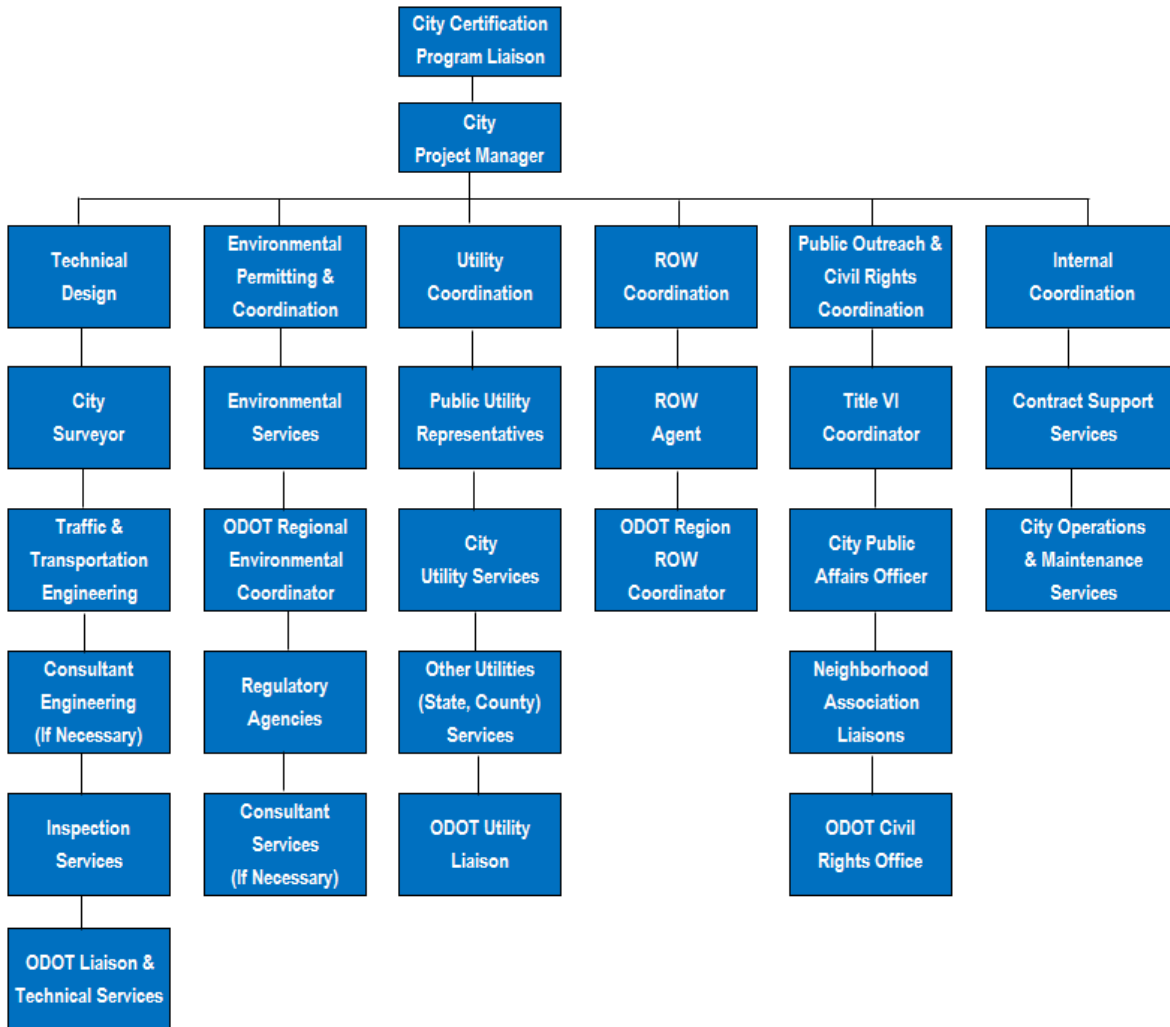 City Certification
Program Liaison
City
Project Manager
Technical
Design
Environmental
Permitting &
Coordination
Utility
Coordination
ROW
Coordination
Public Outreach &
Civil Rights
Coordination
Internal
Coordination
City
Surveyor
Environmental
Services
Public Utility
Representatives
ROW
Agent
Title VI
Coordinator
Contract Support
Services
Traffic &
Transportation
Engineering
ODOT Regional
Environmental
Coordinator
City
Utility Services
ODOT Region
ROW
Coordinator
City Public
Affairs Officer
City Operations
& Maintenance
Services
Consultant
Engineering
(If Necessary)
Regulatory
Agencies
Other Utilities
(State, County)
Services
Neighborhood
Association
Liaisons
Inspection
Services
Consultant
Services
(If Necessary)
ODOT Utility
Liaison
ODOT Civil
Rights Office
ODOT Liaison &
Technical Services